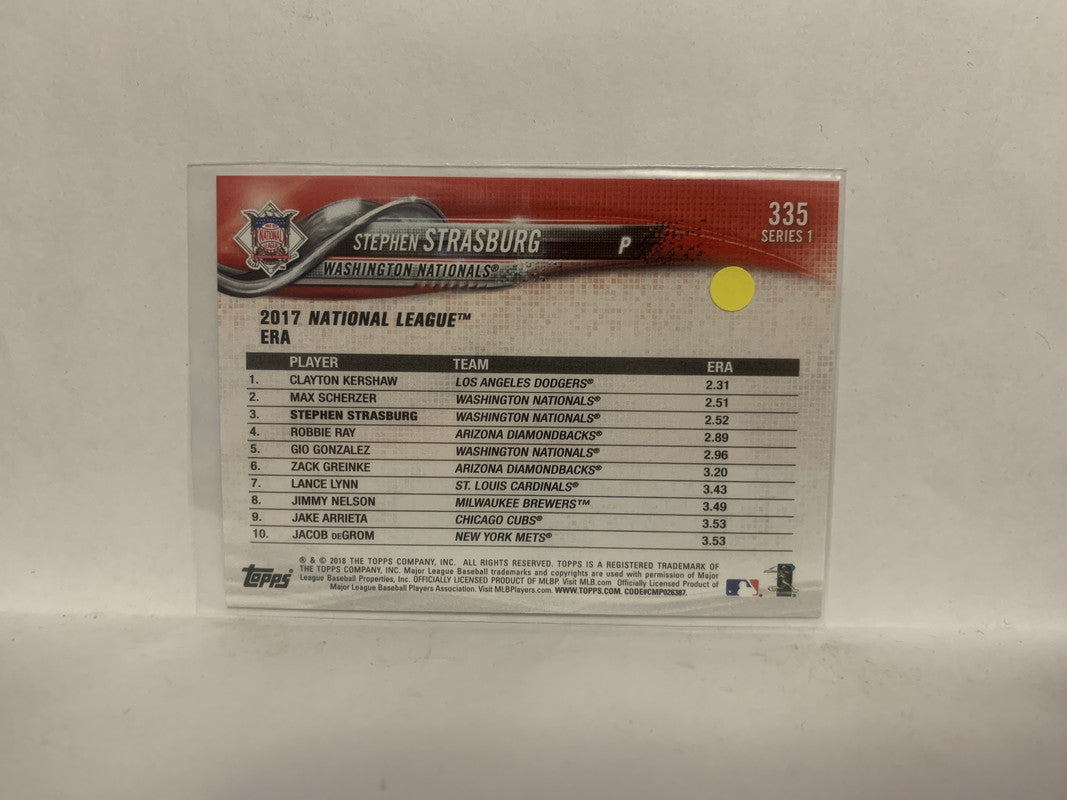 335
SERIES 1
NATIONAL LEAGUE
STEPHEN STRASBURG P
WASHINGTON NATIONALS®
2017 NATIONAL LEAGUE™
ERA
PLAYER TEAM ERA
1. CLAYTON KERSHAW LOS ANGELES DODGERS® 2.31
2. MAX SCHERZER WASHINGTON NATIONALS® 2.51
3. STEPHEN STRASBURG WASHINGTON NATIONALS® 2.52
4. ROBBIE RAY ARIZONA DIAMONDBACKS® 2.89
5. GIO GONZALEZ WASHINGTON NATIONALS® 2.96
6. ZACK GREINKE ARIZONA DIAMONDBACKS® 3.20
7. LANCE LYNN ST. LOUIS CARDINALS® 3.43
8. JIMMY NELSON MILWAUKEE BREWERS™ 3.49
9. JAKE ARRIETA CHICAGO CUBS® 3.53
10. JACOB deGROM NEW YORK METS® 3.53
Topps®
® & © 2018 THE TOPPS COMPANY, INC. ALL RIGHTS RESERVED. TOPPS IS A REGISTERED TRADEMARK OF
THE TOPPS COMPANY, INC. Major League Baseball trademarks and copyrights are used with permission of Major
League Baseball Properties, Inc. OFFICIALLY LICENSED PRODUCT OF MLBP. Visit MLB.com Officially Licensed Product of
Major League Baseball Players Association. Visit MLBPlayers.com. WWW.TOPPS.COM. CODE#CMP026387.